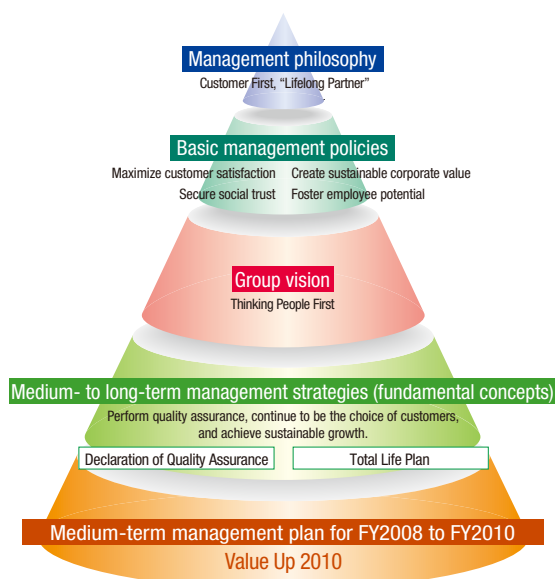 Management philosophy
Customer First, “Lifelong Partner”
Basic management policies
Maximize customer satisfaction Create sustainable corporate value
Secure social trust Foster employee potential
Group vision
Thinking People First
Medium- to long-term management strategies (fundamental concepts)
Perform quality assurance, continue to be the choice of customers,
and achieve sustainable growth.
Declaration of Quality Assurance Total Life Plan
Medium-term management plan for FY2008 to FY2010
Value Up 2010